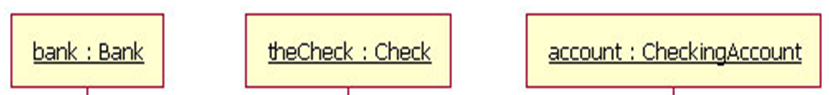 bank : Bank
theCheck : Check
account : CheckingAccount